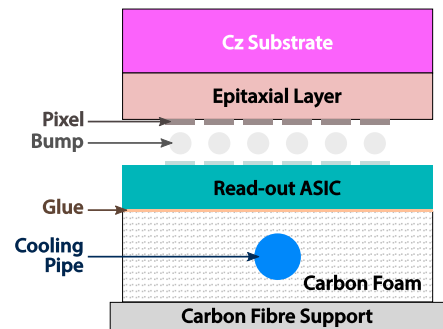 Cz Substrate
Epitaxial Layer
Pixel
Bump
Read-out ASIC
Glue
Cooling
Pipe
Carbon Foam
Carbon Fibre Support